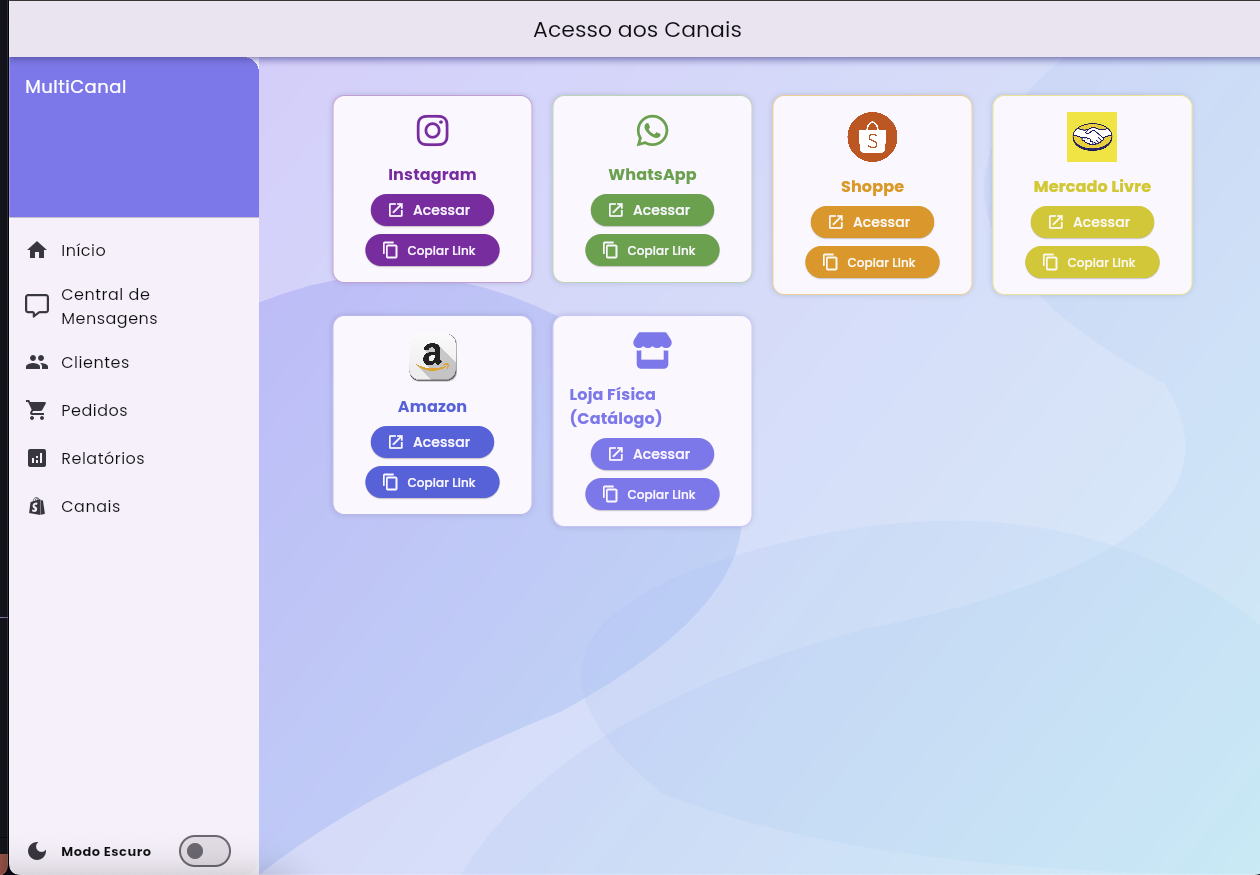 Acesso aos Canais
MultiCanal
Início
Central de
Mensagens
Clientes
Pedidos
Relatórios
Canais
Modo Escuro
Instagram
Acessar
Copiar Link
WhatsApp
Acessar
Copiar Link
S
Shoppe
Acessar
Copiar Link
Mercado Livre
Acessar
Copiar Link
a
Amazon
Acessar
Copiar Link
Loja Física
(Catálogo)
Acessar
Copiar Link